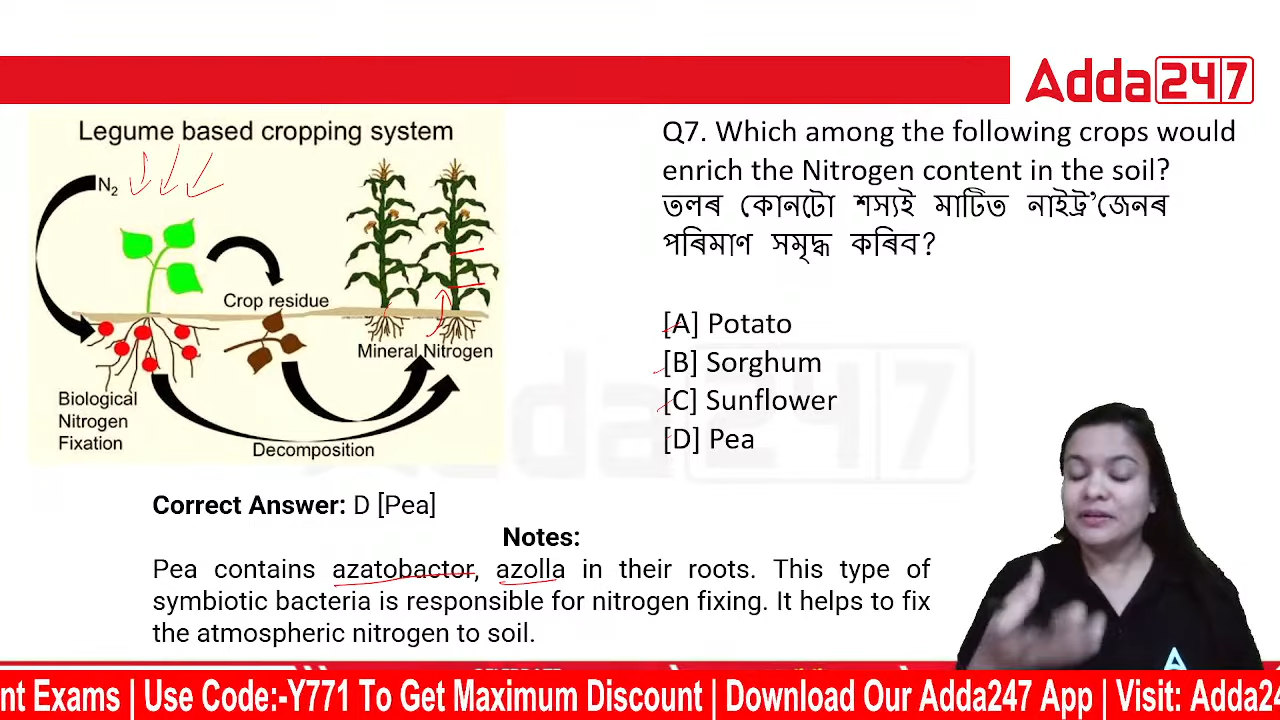 Adda247
Legume based cropping system
N₂
Crop residue
Mineral Nitrogen
Biological
Nitrogen
Fixation
Decomposition
Q7. Which among the following crops would
enrich the Nitrogen content in the soil?
তলৰ কোনটো শস্যই মাটিত নাইট্ৰ’জেনৰ
পৰিমাণ সমৃদ্ধ কৰিব?
[A] Potato
[B] Sorghum
[C] Sunflower
[D] Pea
Correct Answer: D [Pea]
Notes:
Pea contains azatobactor, azolla in their roots. This type of
symbiotic bacteria is responsible for nitrogen fixing. It helps to fix
the atmospheric nitrogen to soil.
nt Exams | Use Code:-Y771 To Get Maximum Discount | Download Our Adda247 App | Visit: Adda24